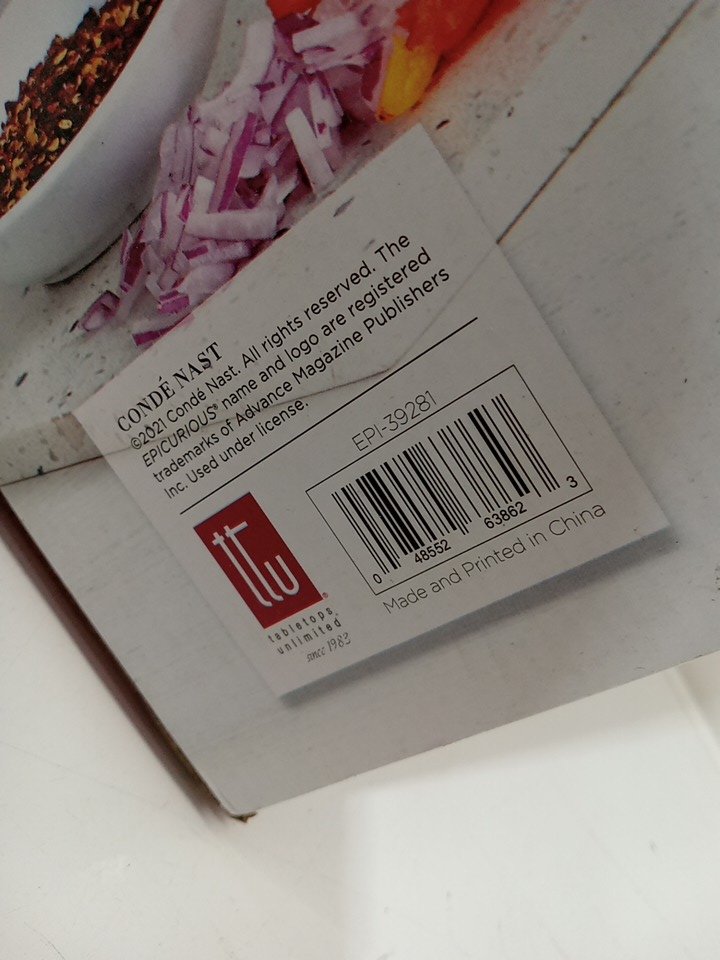 CONDÉ NAST
©2021 Condé Nast. All rights reserved. The
EPICURIOUS® name and logo are registered
trademarks of Advance Magazine Publishers
Inc. Used under license.
EPI-39281
0 48552 63862 3
Made and Printed in China
ttu®
tabletops
unlimited®
since 1983